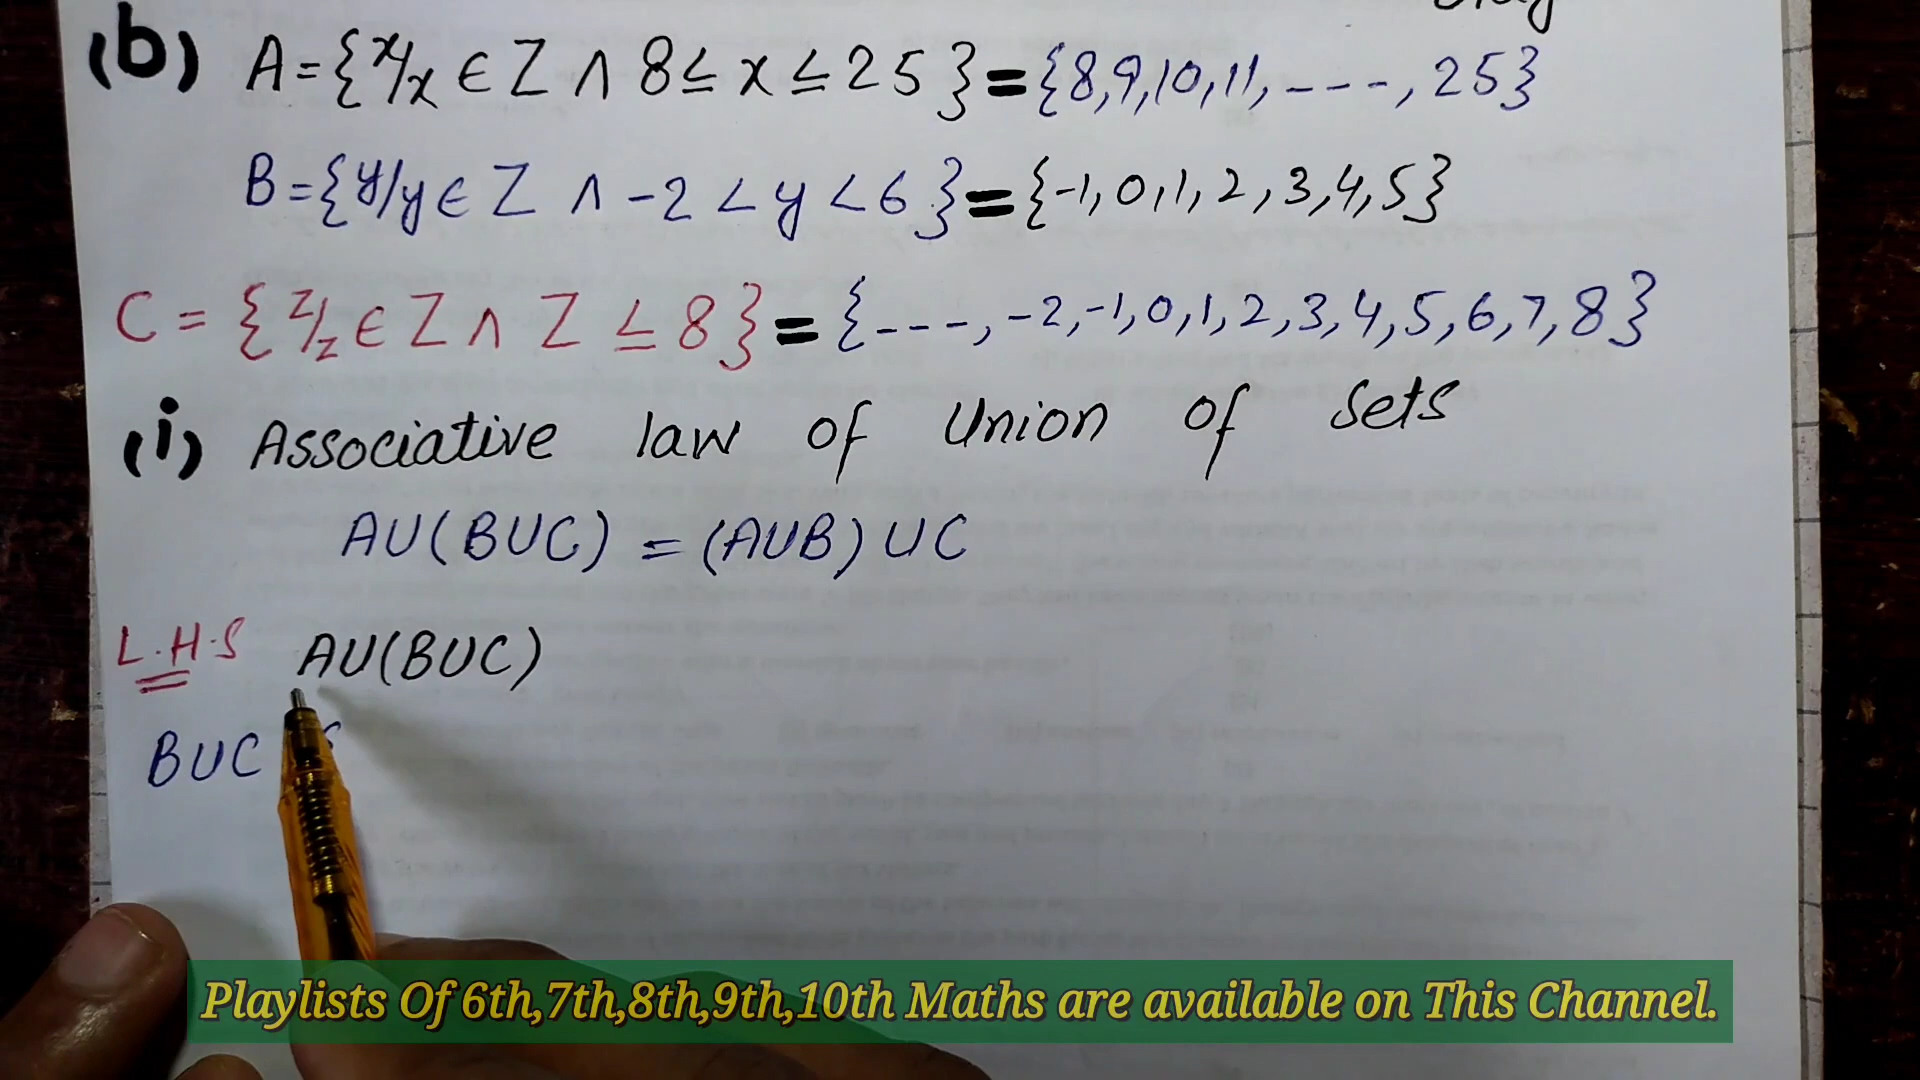 (b) A={x/x ∈ Z ∧ 8≤ x ≤ 25}={8,9,10,11,----, 25}
B={y/y ∈ Z ∧ -2 < y < 6}={-1,0,1,2,3,4,5}
C = {z/z ∈ Z ∧ Z ≤ 8}={---,-2,-1,0,1,2,3,4,5,6,7,8}
(i) Associative law of Union of Sets
AU(BUC) = (AUB)UC
L.H.S AU(BUC)
BUC
Playlists Of 6th,7th,8th,9th,10th Maths are available on This Channel.